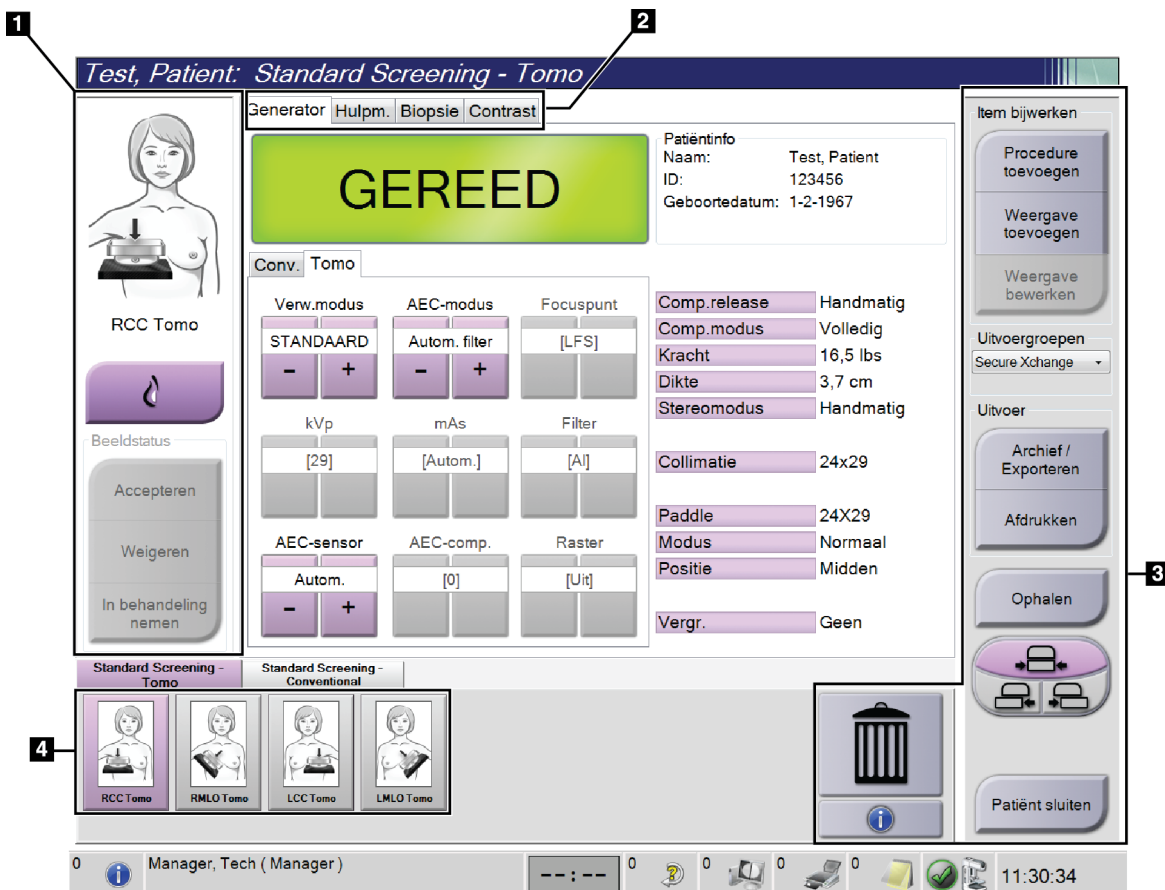 1
2
Test, Patient: Standard Screening - Tomo
Generator Hulpm. Biopsie Contrast
GEREED
Patiëntinfo
Naam: Test, Patient
ID: 123456
Geboortedatum: 1-2-1967
RCC Tomo
Beeldstatus
Accepteren
Weigeren
In behandeling
nemen
Conv. Tomo
Verw.modus AEC-modus Focuspunt
STANDAARD Autom. filter [LFS]
- + - +
kVp mAs Filter
[29] [Autom.] [Al]
AEC-sensor AEC-comp. Raster
Autom. [0] [Uit]
- +
Comp.release Handmatig
Comp.modus Volledig
Kracht 16,5 lbs
Dikte 3,7 cm
Stereomodus Handmatig
Collimatie 24x29
Paddle 24X29
Modus Normaal
Positie Midden
Vergr. Geen
Item bijwerken
Procedure
toevoegen
Weergave
toevoegen
Weergave
bewerken
Uitvoergroepen
Secure Xchange
Uitvoer
Archief /
Exporteren
Afdrukken
3
Ophalen
Patiënt sluiten
Standard Screening -
Tomo
Standard Screening -
Conventional
4
RCC Tomo RMLO Tomo LCC Tomo LMLO Tomo
i
0 i Manager, Tech ( Manager ) --:-- 0 ? 0 0 0 11:30:34